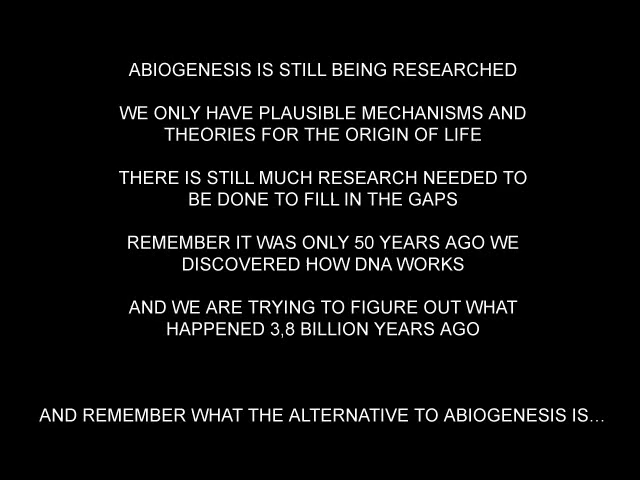 ABIOGENESIS IS STILL BEING RESEARCHED
WE ONLY HAVE PLAUSIBLE MECHANISMS AND
THEORIES FOR THE ORIGIN OF LIFE
THERE IS STILL MUCH RESEARCH NEEDED TO
BE DONE TO FILL IN THE GAPS
REMEMBER IT WAS ONLY 50 YEARS AGO WE
DISCOVERED HOW DNA WORKS
AND WE ARE TRYING TO FIGURE OUT WHAT
HAPPENED 3,8 BILLION YEARS AGO
AND REMEMBER WHAT THE ALTERNATIVE TO ABIOGENESIS IS...